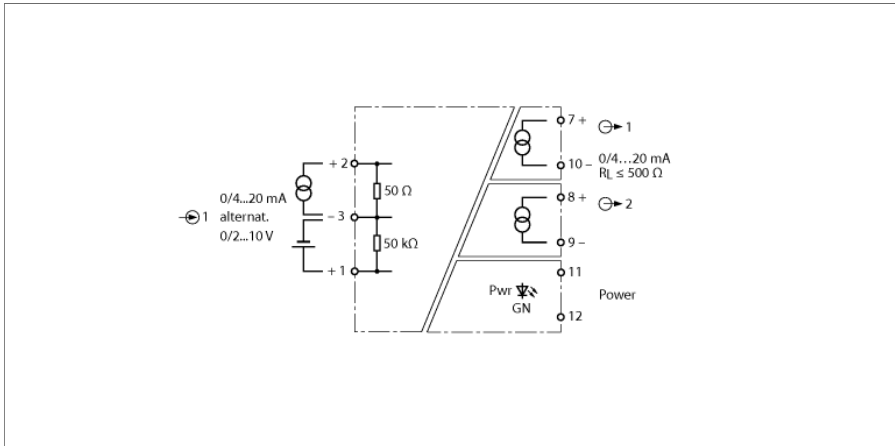 0/4...20 mA
1 alternat.
0/2...10 V
+ 2
- 3
+ 1
50 Ω
50 kΩ
7 +
1
10 –
0/4...20 mA
RL ≤ 500 Ω
8 +
2
9 –
11
Pwr
GN
Power
12